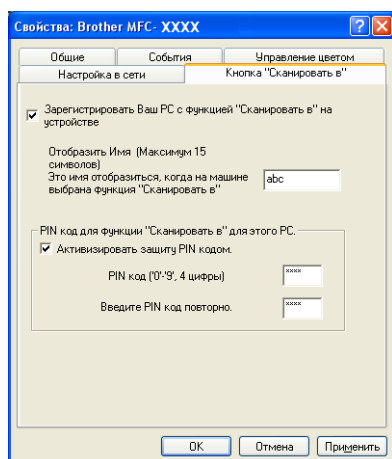 Свойства: Brother MFC- XXXX
Общие События Управление цветом
Настройка в сети Кнопка "Сканировать в"
Зарегистрировать Ваш PC с функцией "Сканировать в" на
устройстве
Отобразить Имя (Максимум 15
символов)
Это имя отобразиться, когда на машине
выбрана функция "Сканировать в"
abc
PIN код для функции "Сканировать в" для этого PC.
Активизировать защиту PIN кодом.
PIN код ('0'-'9', 4 цифры)
xxxx
Введите PIN код повторно.
xxxx
OK Отмена Применить